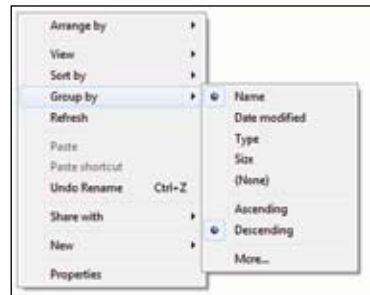 Arrange by
View
Sort by
Group by
Refresh
Paste
Paste shortcut
Undo Rename Ctrl+Z
Share with
New
Properties
Name
Date modified
Type
Size
(None)
Ascending
Descending
More...